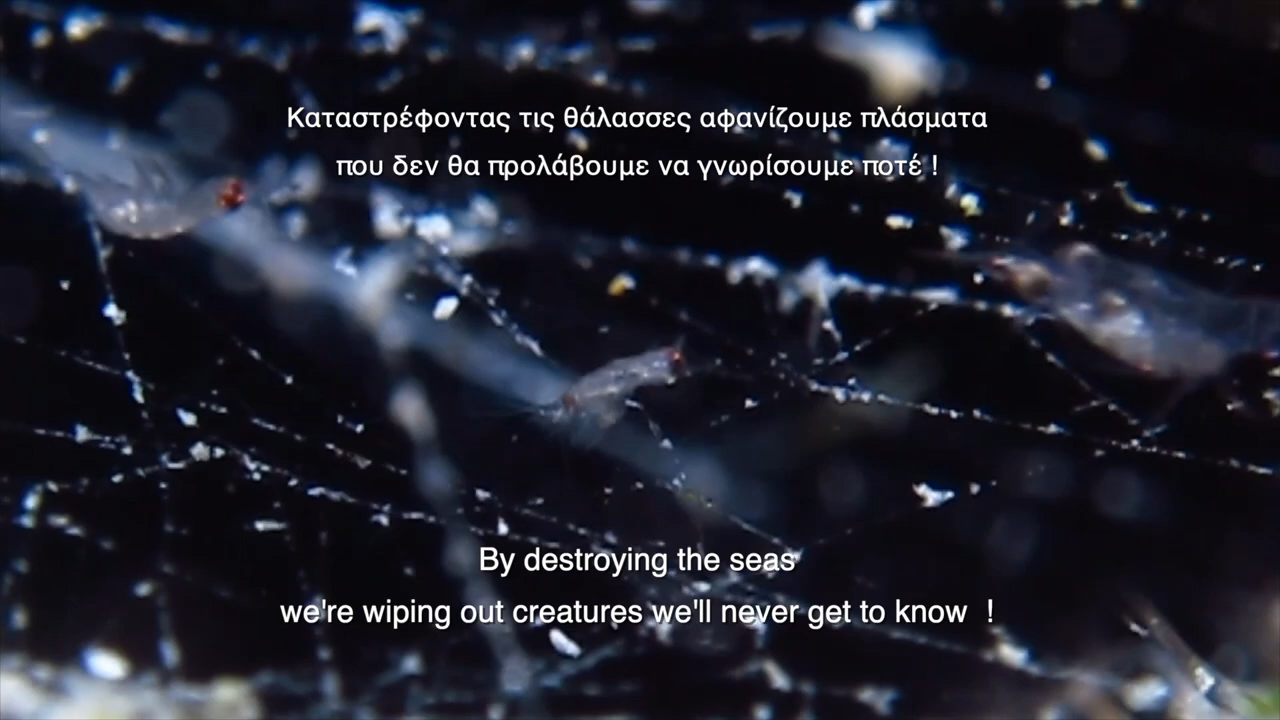 Καταστρέφοντας τις θάλασσες αφανίζουμε πλάσματα
που δεν θα προλάβουμε να γνωρίσουμε ποτέ !
By destroying the seas
we're wiping out creatures we'll never get to know  !